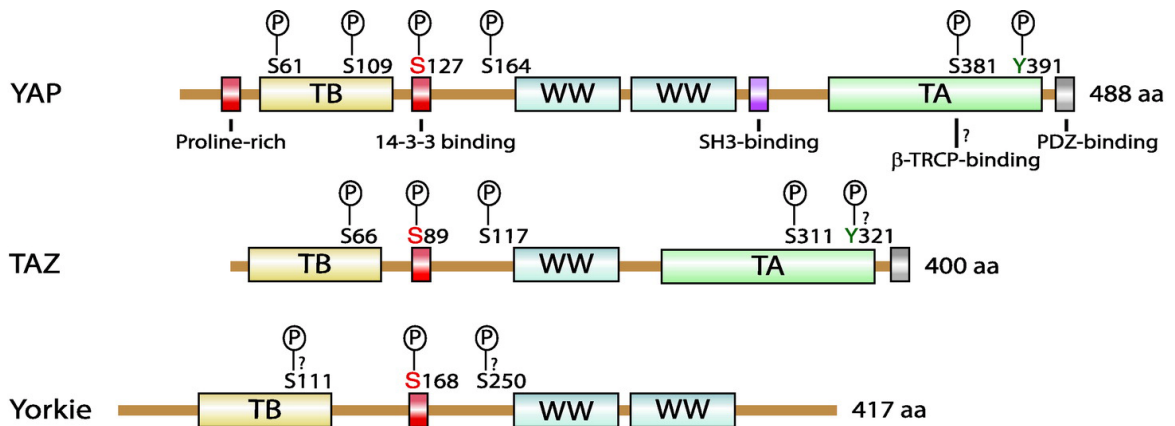 P P P P P P
S61 S109 S127 S164 S381 Y391
YAP TB WW WW TA 488 aa
Proline-rich 14-3-3 binding SH3-binding ? PDZ-binding
β-TRCP-binding
P P P P P
?
S66 S89 S117 S311 Y321
TAZ TB WW TA 400 aa
P P P
? ?
S111 S168 S250
Yorkie TB WW WW 417 aa